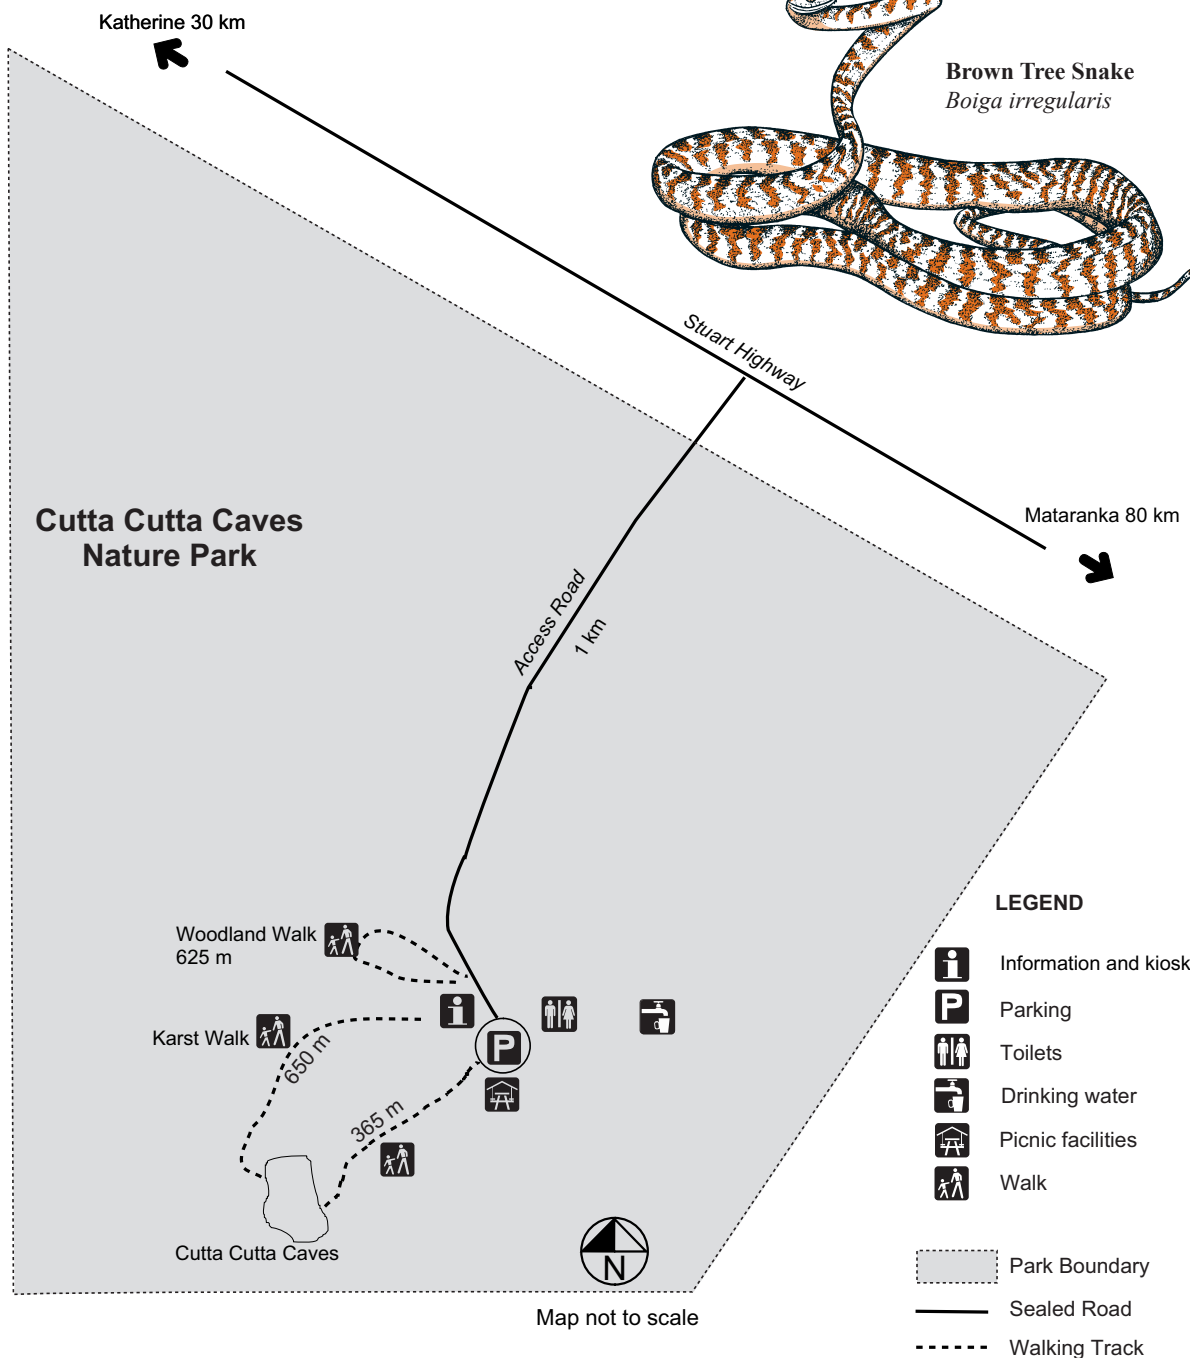 Katherine 30 km
Brown Tree Snake
Boiga irregularis
Stuart Highway
Mataranka 80 km
Cutta Cutta Caves
Nature Park
Access Road
1 km
Woodland Walk
625 m
Karst Walk
650 m
365 m
Cutta Cutta Caves
N
Map not to scale
P
LEGEND
i Information and kiosk
P Parking
Toilets
Drinking water
Picnic facilities
Walk
Park Boundary
Sealed Road
Walking Track